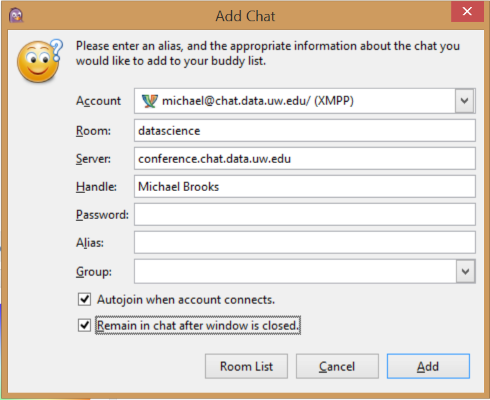 Add Chat
Please enter an alias, and the appropriate information about the chat you
would like to add to your buddy list.
Account michael@chat.data.uw.edu/ (XMPP)
Room: datascience
Server: conference.chat.data.uw.edu
Handle: Michael Brooks
Password:
Alias:
Group:
Autojoin when account connects.
Remain in chat after window is closed.
Room List Cancel Add